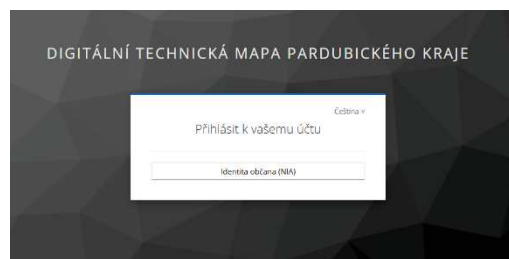 DIGITÁLNÍ TECHNICKÁ MAPA PARDUBICKÉHO KRAJE
Čeština ˅
Přihlásit k vašemu účtu
Identita občana (NIA)